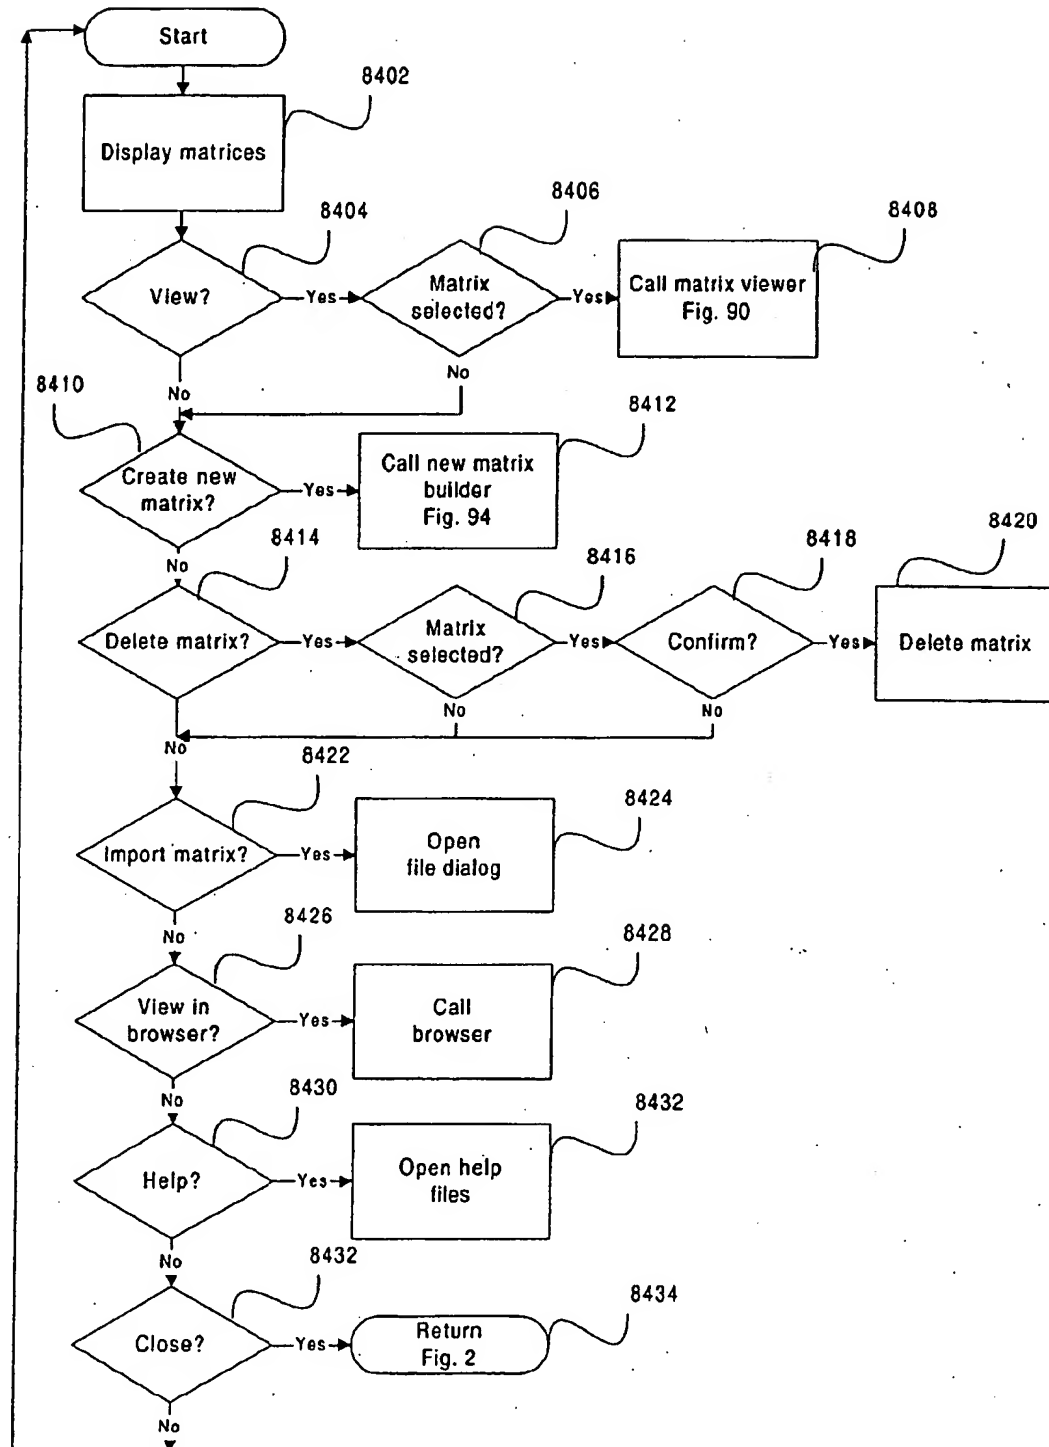 Start
8402
Display matrices
8404
8406
8408
View?
Yes
Matrix
selected?
Yes
Call matrix viewer
Fig. 90
No
No
8410
8412
Create new
matrix?
Yes
Call new matrix
builder
Fig. 94
No
8414
8416
8418
8420
Delete matrix?
Yes
Matrix
selected?
Yes
Confirm?
Yes
Delete matrix
No
No
No
8422
8424
Import matrix?
Yes
Open
file dialog
No
8426
8428
View in
browser?
Yes
Call
browser
No
8430
8432
Help?
Yes
Open help
files
No
8432
8434
Close?
Yes
Return
Fig. 2
No